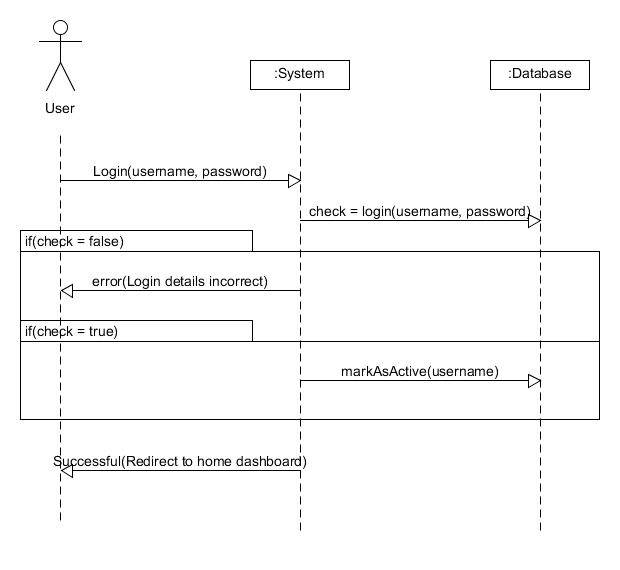 :System
:Database
User
Login(username, password)
check = login(username, password)
if(check = false)
error(Login details incorrect)
if(check = true)
markAsActive(username)
Successful(Redirect to home dashboard)